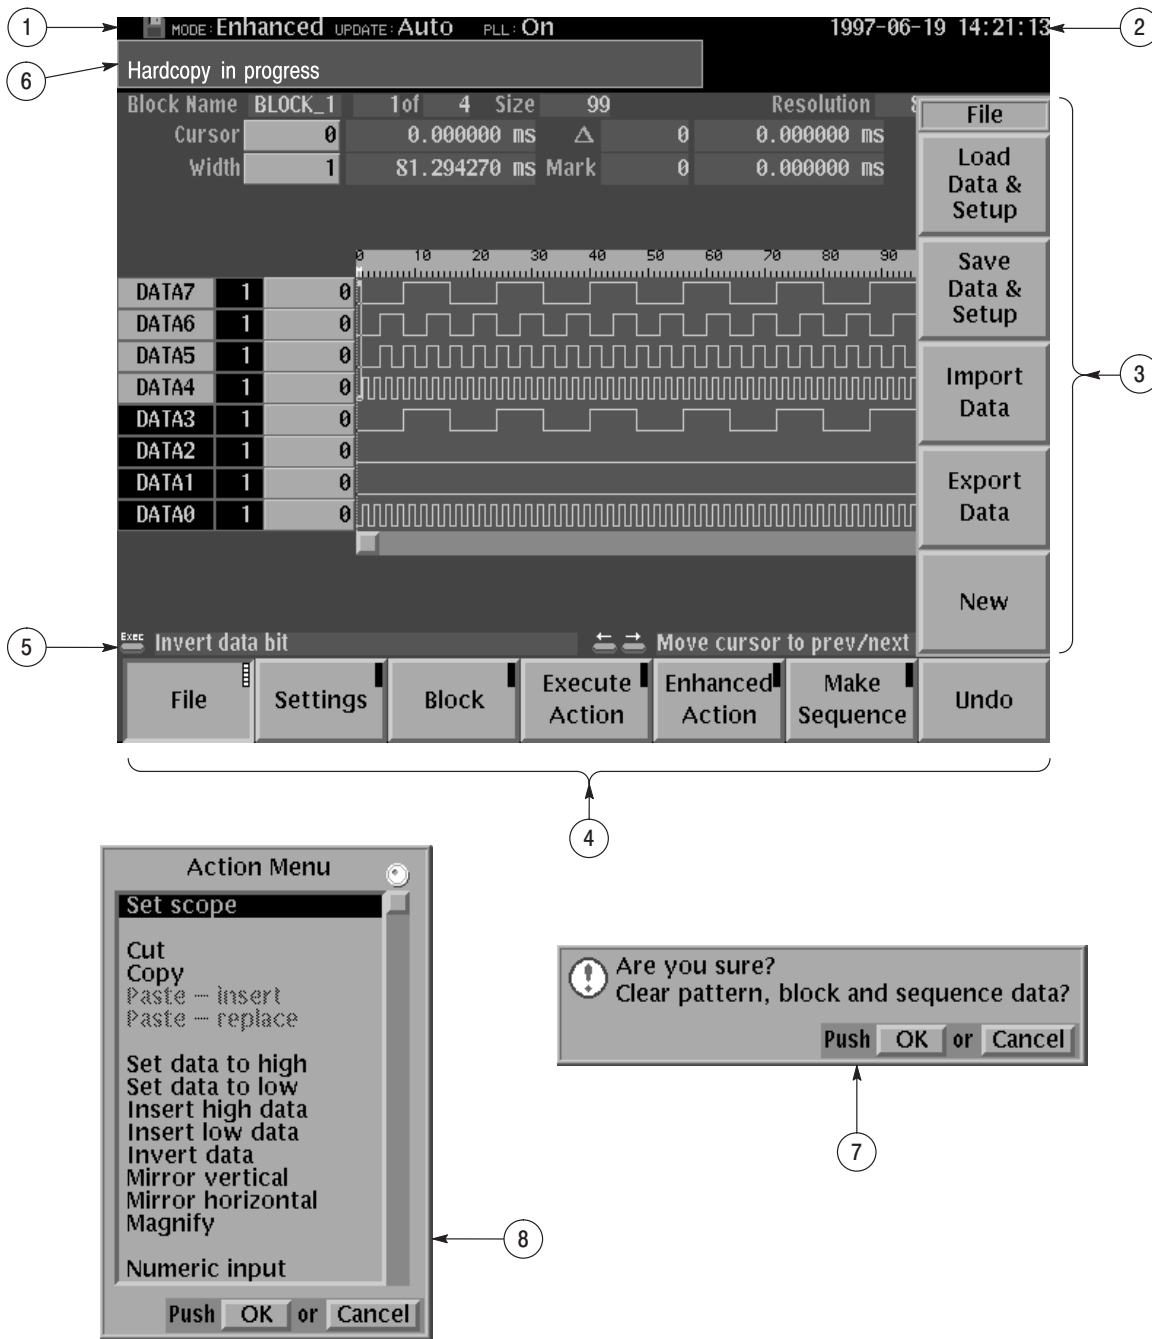 1
MODE: Enhanced UPDATE: Auto PLL: On 1997-06-19 14:21:13
2
6
Hardcopy in progress
Block Name BLOCK_1 1of 4 Size 99 Resolution
Cursor 0 0.000000 ms Δ 0 0.000000 ms
Width 1 81.294270 ms Mark 0 0.000000 ms
File
Load
Data &
Setup
Save
Data &
Setup
Import
Data
Export
Data
New
3
0 10 20 30 40 50 60 70 80 90
DATA7 1 0
DATA6 1 0
DATA5 1 0
DATA4 1 0
DATA3 1 0
DATA2 1 0
DATA1 1 0
DATA0 1 0
5
Exec Invert data bit ← → Move cursor to prev/next
File
Settings
Block
Execute
Action
Enhanced
Action
Make
Sequence
Undo
4
Action Menu
Set scope
Cut
Copy
Paste – insert
Paste – replace
Set data to high
Set data to low
Insert high data
Insert low data
Invert data
Mirror vertical
Mirror horizontal
Magnify
Numeric input
Push OK or Cancel
8
Are you sure?
Clear pattern, block and sequence data?
Push OK or Cancel
7